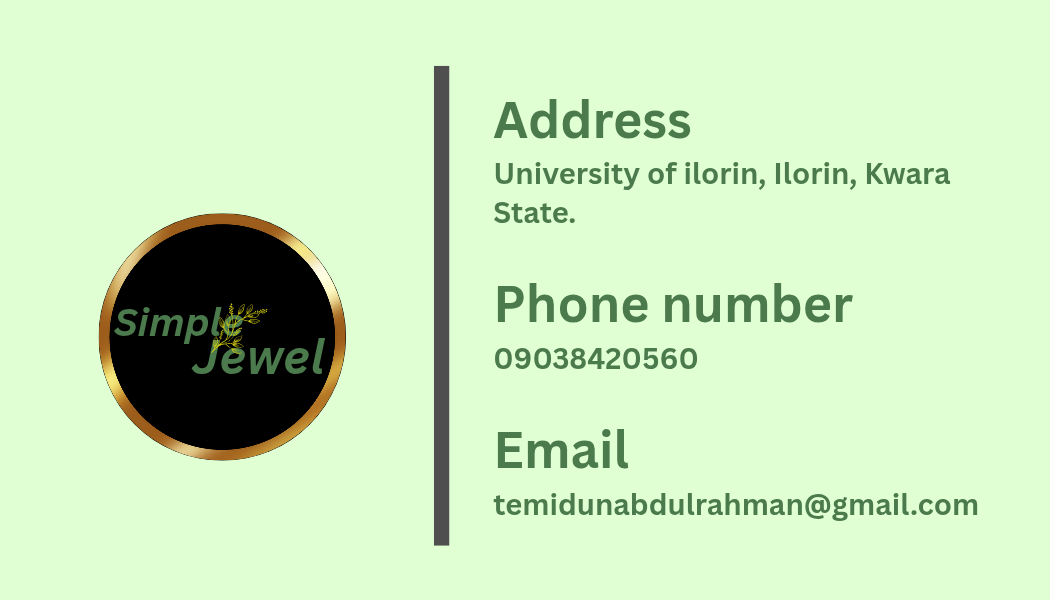 Simple
Jewel
Address
University of ilorin, Ilorin, Kwara
State.
Phone number
09038420560
Email
temidunabdulrahman@gmail.com